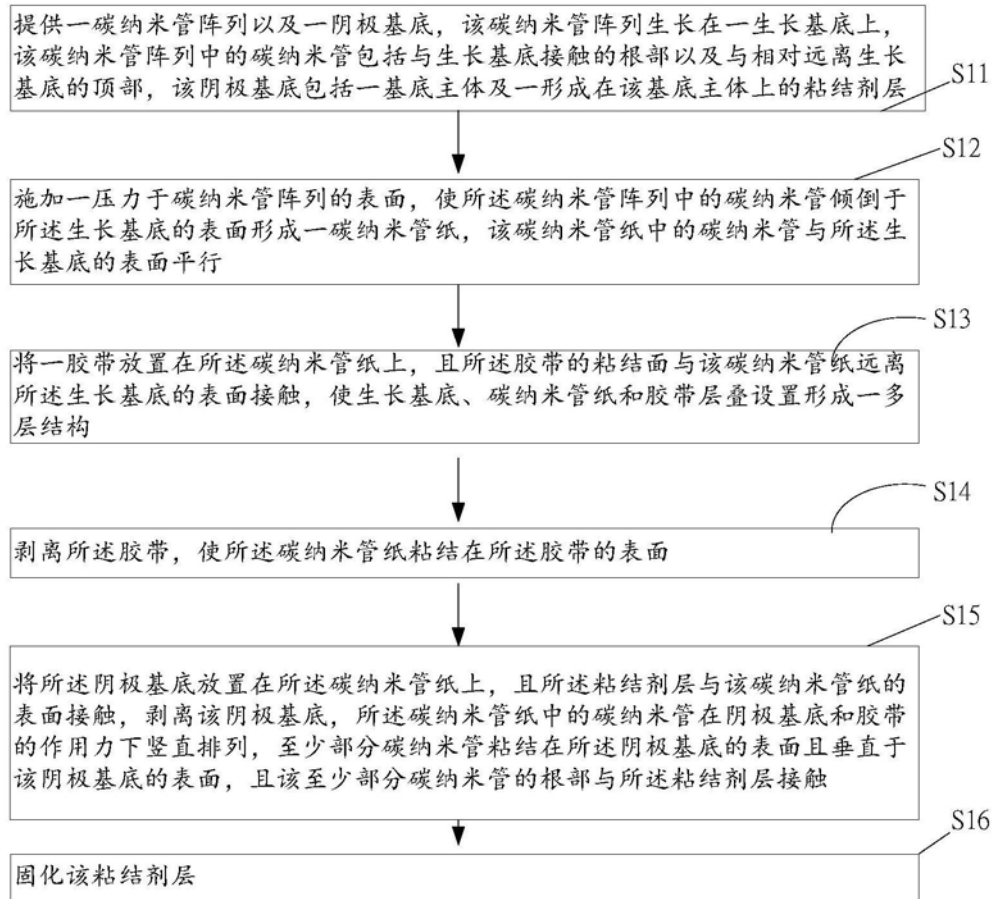 提供一碳纳米管阵列以及一阴极基底，该碳纳米管阵列生长在一生长基底上，
该碳纳米管阵列中的碳纳米管包括与生长基底接触的根部以及与相对远离生长
基底的顶部，该阴极基底包括一基底主体及一形成在该基底主体上的粘结剂层
S11
S12
施加一压力于碳纳米管阵列的表面，使所述碳纳米管阵列中的碳纳米管倾倒于
所述生长基底的表面形成一碳纳米管纸，该碳纳米管纸中的碳纳米管与所述生
长基底的表面平行
S13
将一胶带放置在所述碳纳米管纸上，且所述胶带的粘结面与该碳纳米管纸远离
所述生长基底的表面接触，使生长基底、碳纳米管纸和胶带层叠设置形成一多
层结构
S14
剥离所述胶带，使所述碳纳米管纸粘结在所述胶带的表面
S15
将所述阴极基底放置在所述碳纳米管纸上，且所述粘结剂层与该碳纳米管纸的
表面接触，剥离该阴极基底，所述碳纳米管纸中的碳纳米管在阴极基底和胶带
的作用力下竖直排列，至少部分碳纳米管粘结在所述阴极基底的表面且垂直于
该阴极基底的表面，且该至少部分碳纳米管的根部与所述粘结剂层接触
S16
固化该粘结剂层